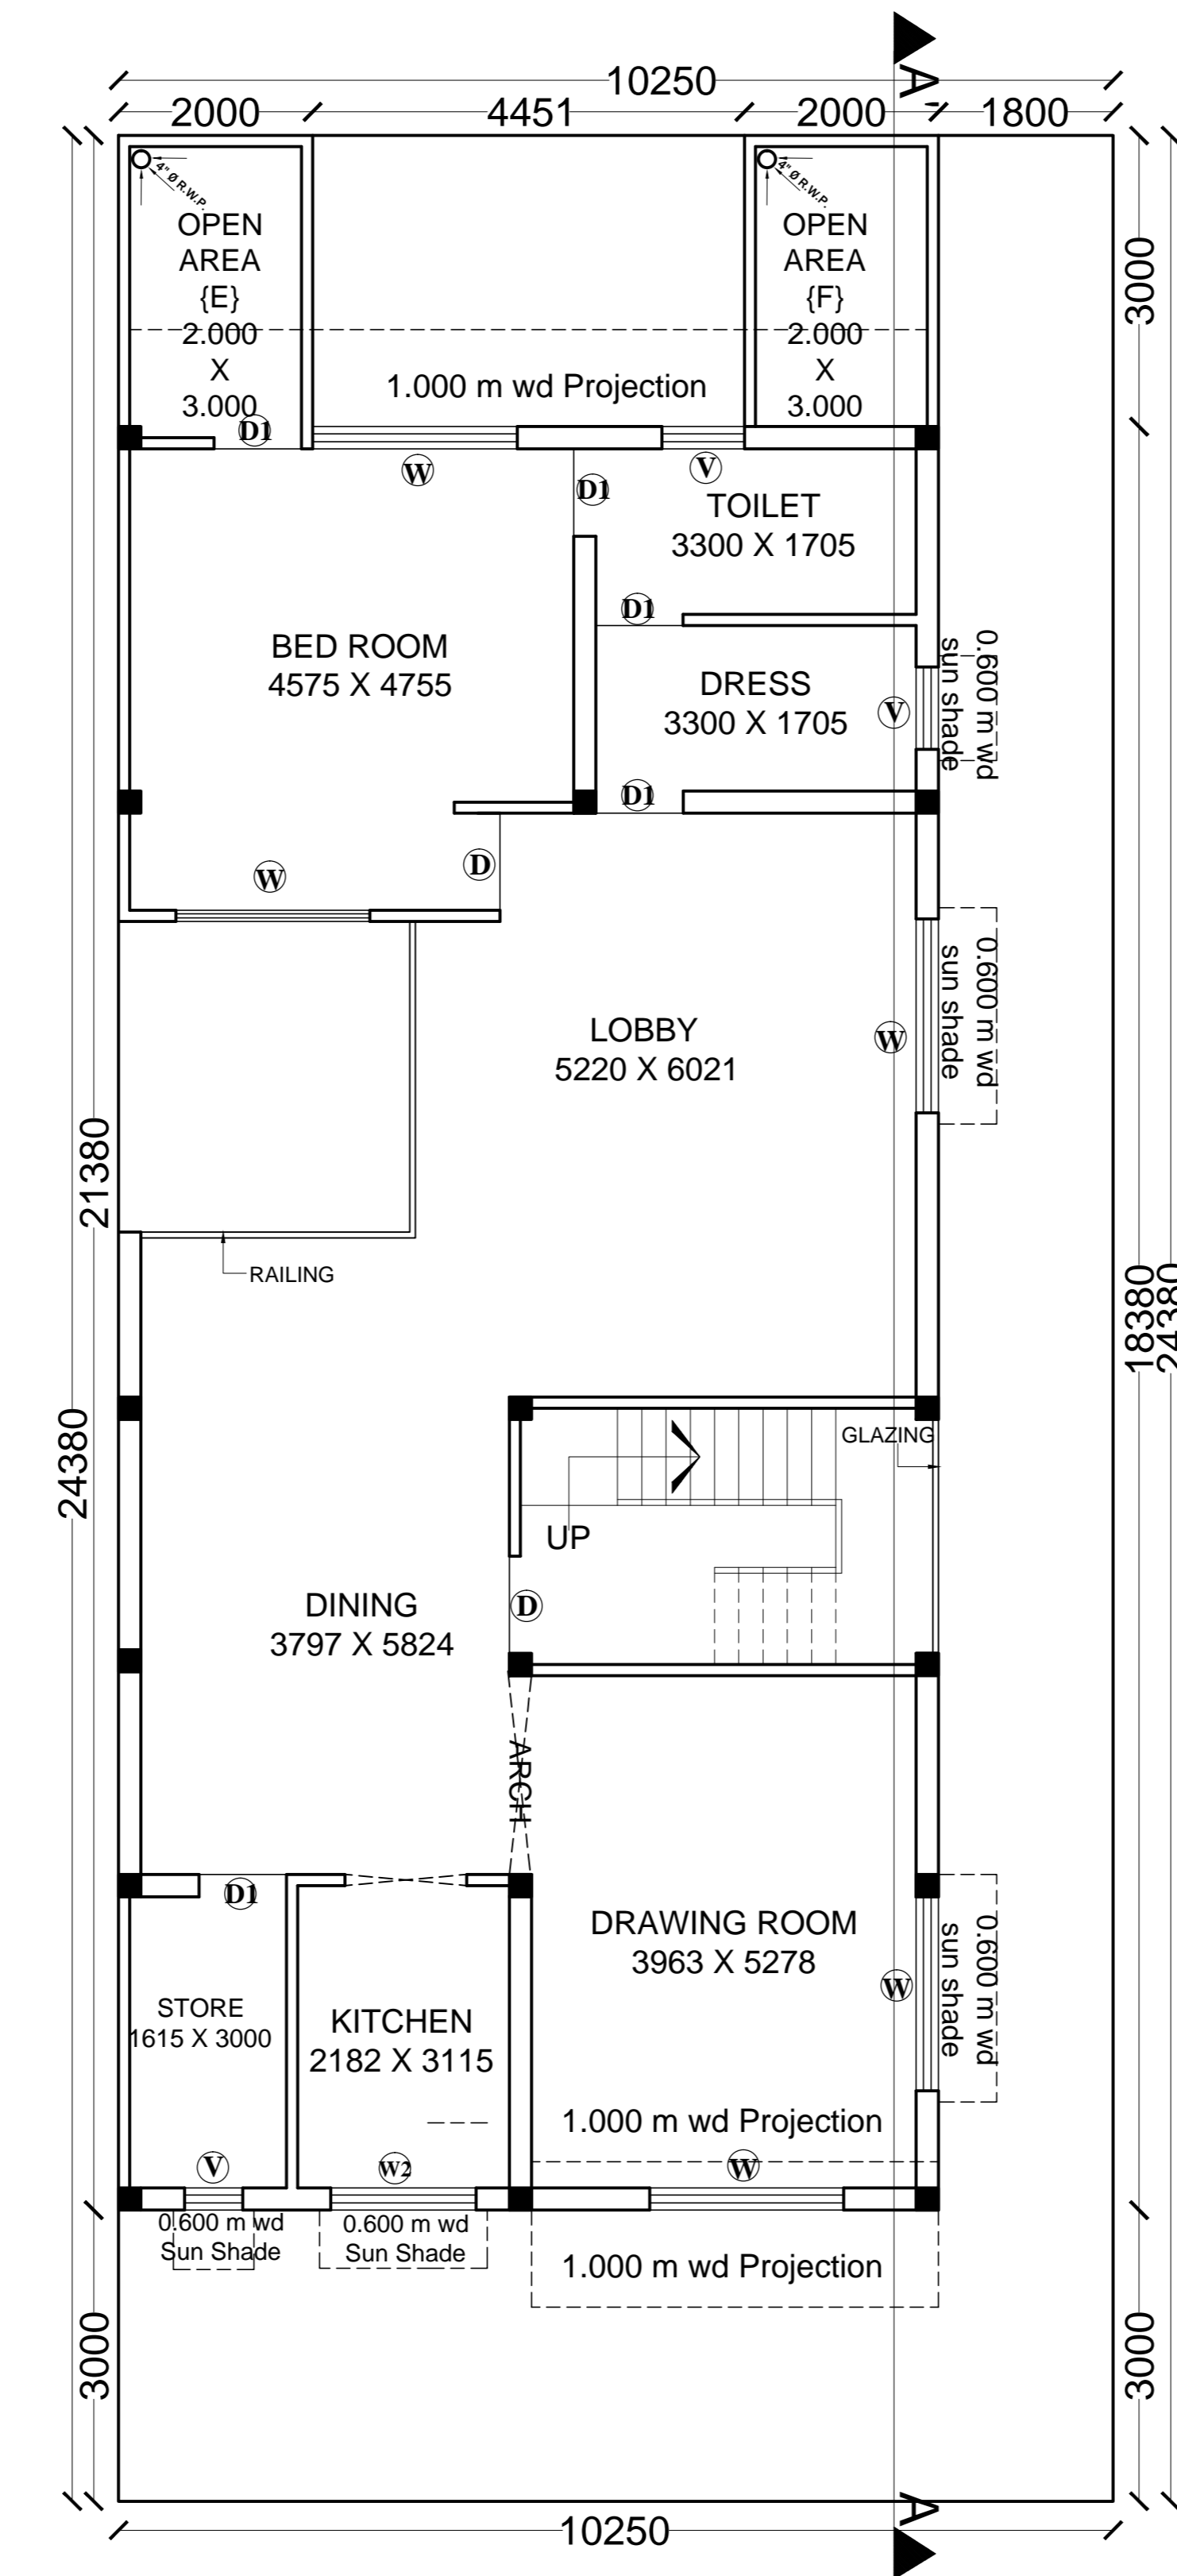 10250
A'
2000
4451
2000
1800
4" Ø R.W.P.
4" Ø R.W.P.
OPEN
AREA
{E}
2.000
X
3.000
OPEN
AREA
{F}
2.000
X
3.000
3000
1.000 m wd Projection
D1
W
V
D1
TOILET
3300 X 1705
D1
BED ROOM
4575 X 4755
DRESS
3300 X 1705
V
0.600 m wd
sun shade
D1
D
W
LOBBY
5220 X 6021
W
0.600 m wd
sun shade
21380
RAILING
18380
24380
24380
GLAZING
UP
DINING
3797 X 5824
D
ARCH
D1
DRAWING ROOM
3963 X 5278
W
0.600 m wd
sun shade
STORE
1615 X 3000
KITCHEN
2182 X 3115
1.000 m wd Projection
V
W2
W
0.600 m wd
Sun Shade
0.600 m wd
Sun Shade
1.000 m wd Projection
3000
3000
A
10250